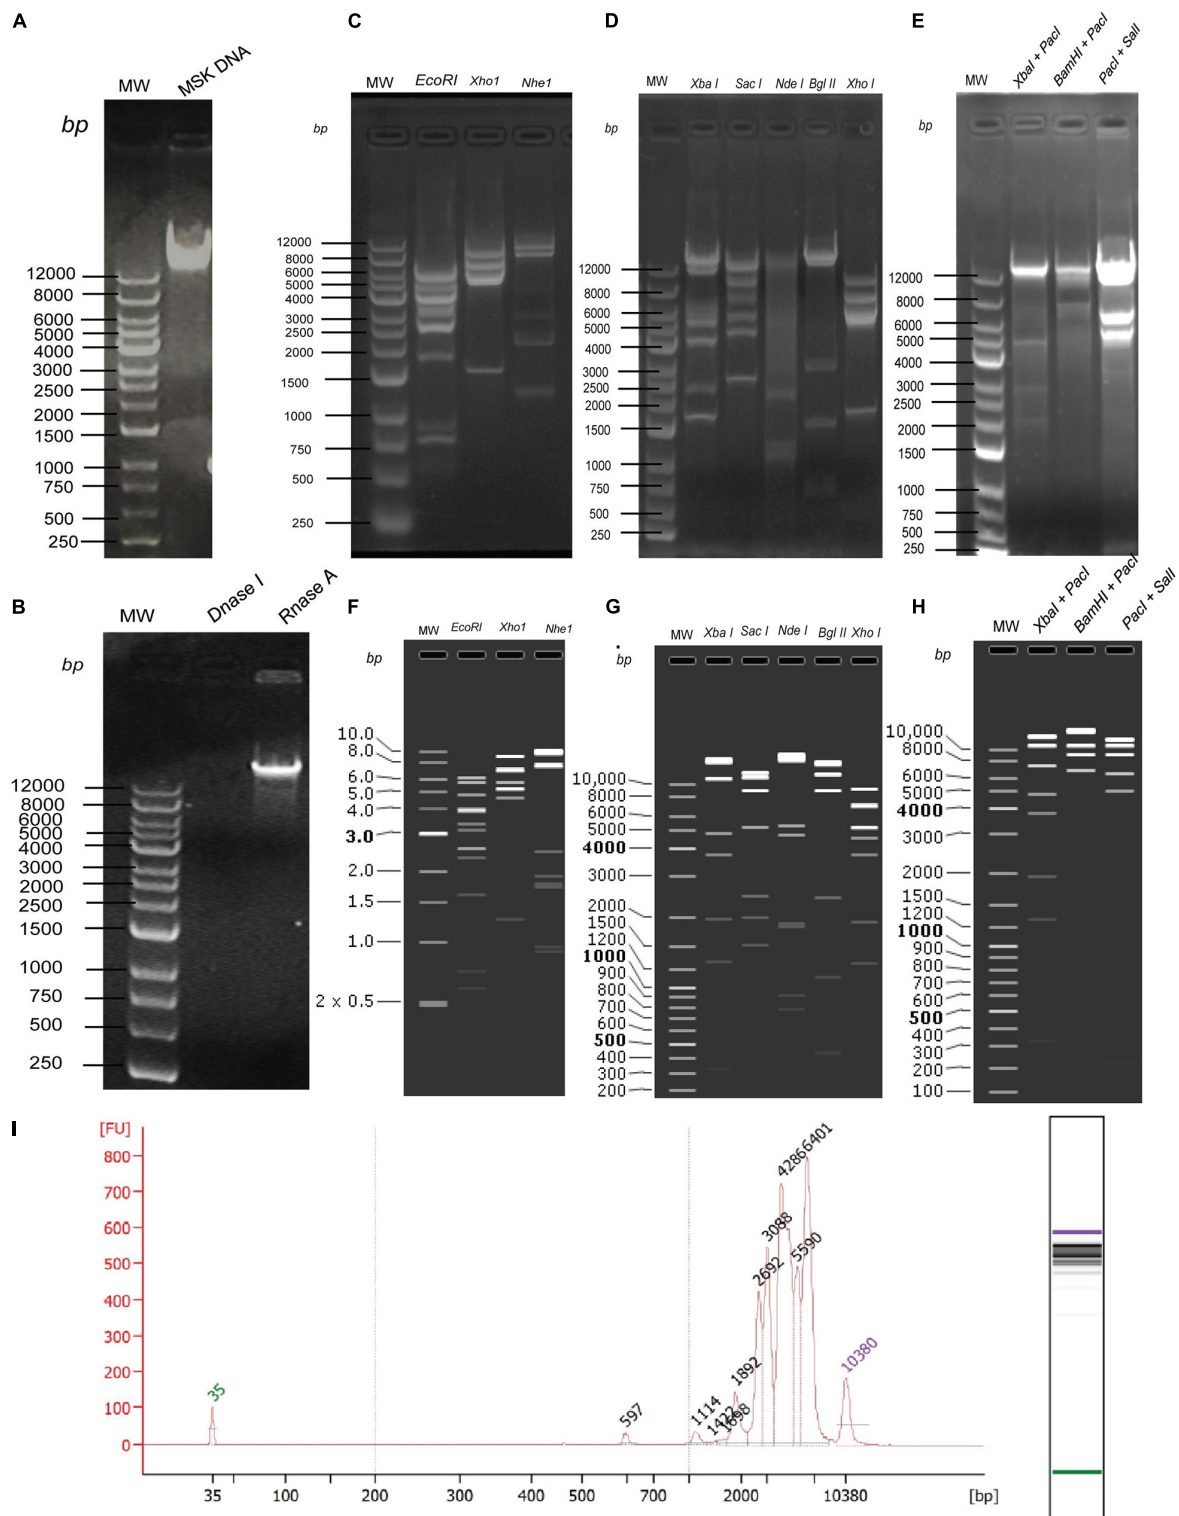 A
MW
MSK DNA
bp
12000
8000
6000
5000
4000
3000
2500
2000
1500
1000
750
500
250
C
MW
EcoRI
Xho1
Nhe1
bp
12000
8000
6000
5000
4000
3000
2500
2000
1500
1000
750
500
250
D
MW
Xba I
Sac I
Nde I
Bgl II
Xho I
bp
12000
8000
6000
5000
4000
3000
2500
2000
1500
1000
750
500
250
E
MW
XbaI + PacI
BamHI + PacI
PacI + SalI
bp
12000
8000
6000
5000
4000
3000
2500
2000
1500
1000
750
500
250
B
MW
Dnase I
Rnase A
bp
12000
8000
6000
5000
4000
3000
2000
2500
1500
1000
750
500
250
F
MW
EcoRI
Xho1
Nhe1
bp
10.0
8.0
6.0
5.0
4.0
3.0
2.0
1.5
1.0
2 x 0.5
G
MW
Xba I
Sac I
Nde I
Bgl II
Xho I
bp
10,000
8000
6000
5000
4000
3000
2000
1500
1200
1000
900
800
700
600
500
400
300
200
H
MW
XbaI + PacI
BamHI + PacI
PacI + SalI
bp
10,000
8000
6000
5000
4000
3000
2000
1500
1200
1000
900
800
700
600
500
400
300
200
100
I
[FU]
800
700
600
500
400
300
200
100
0
35
597
1114
1422
1698
1892
2692
3088
4286
5590
6401
10380
35 100 200 300 400 500 700 2000 10380 [bp]